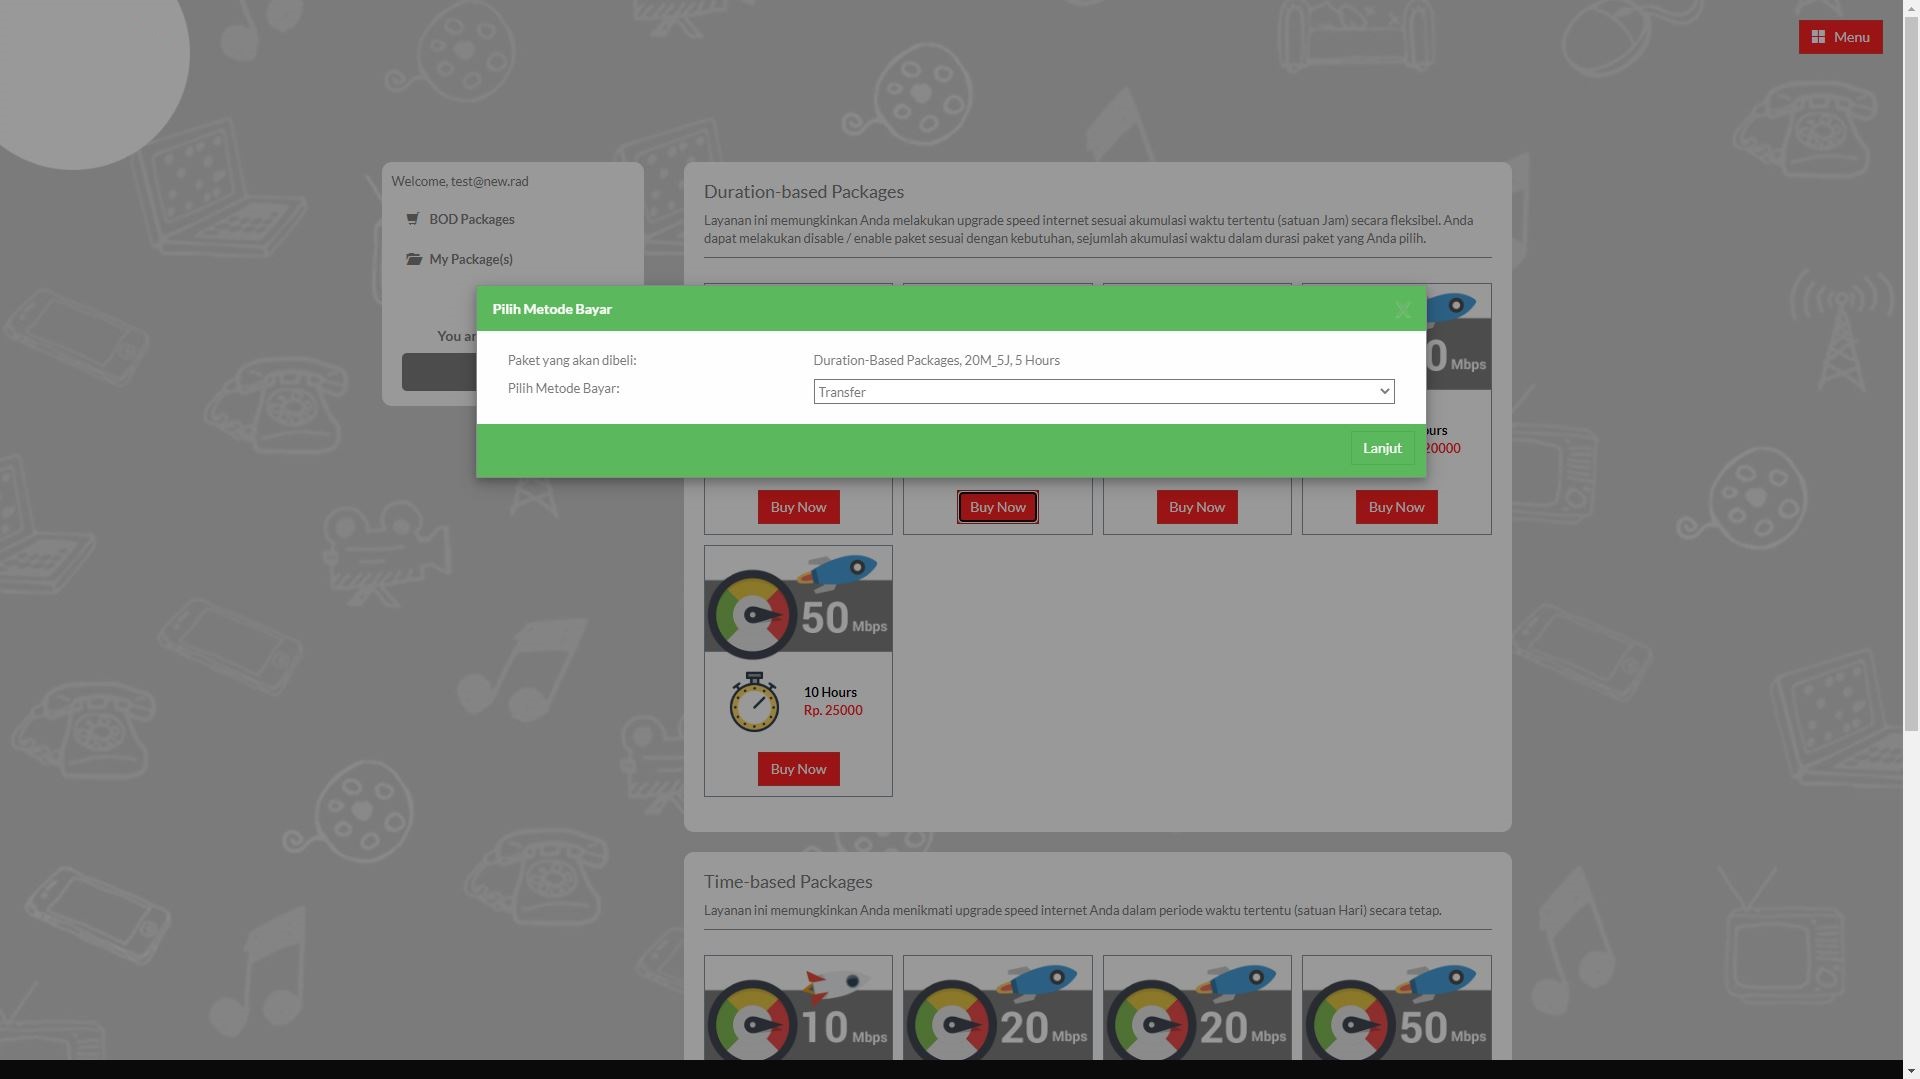 Menu
Welcome, test@new.rad
BOD Packages
My Package(s)
You ar
Duration-based Packages
Layanan ini memungkinkan Anda melakukan upgrade speed internet sesuai akumulasi waktu tertentu (satuan Jam) secara fleksibel. Anda
dapat melakukan disable / enable paket sesuai dengan kebutuhan, sejumlah akumulasi waktu dalam durasi paket yang Anda pilih.
Pilih Metode Bayar
X
Paket yang akan dibeli:
Duration-Based Packages, 20M_5J, 5 Hours
Pilih Metode Bayar:
Transfer
Lanjut
0 Mbps
ours
20000
Buy Now
Buy Now
Buy Now
Buy Now
50 Mbps
10 Hours
Rp. 25000
Buy Now
Time-based Packages
Layanan ini memungkinkan Anda menikmati upgrade speed internet Anda dalam periode waktu tertentu (satuan Hari) secara tetap.
10 Mbps
20 Mbps
20 Mbps
50 Mbps